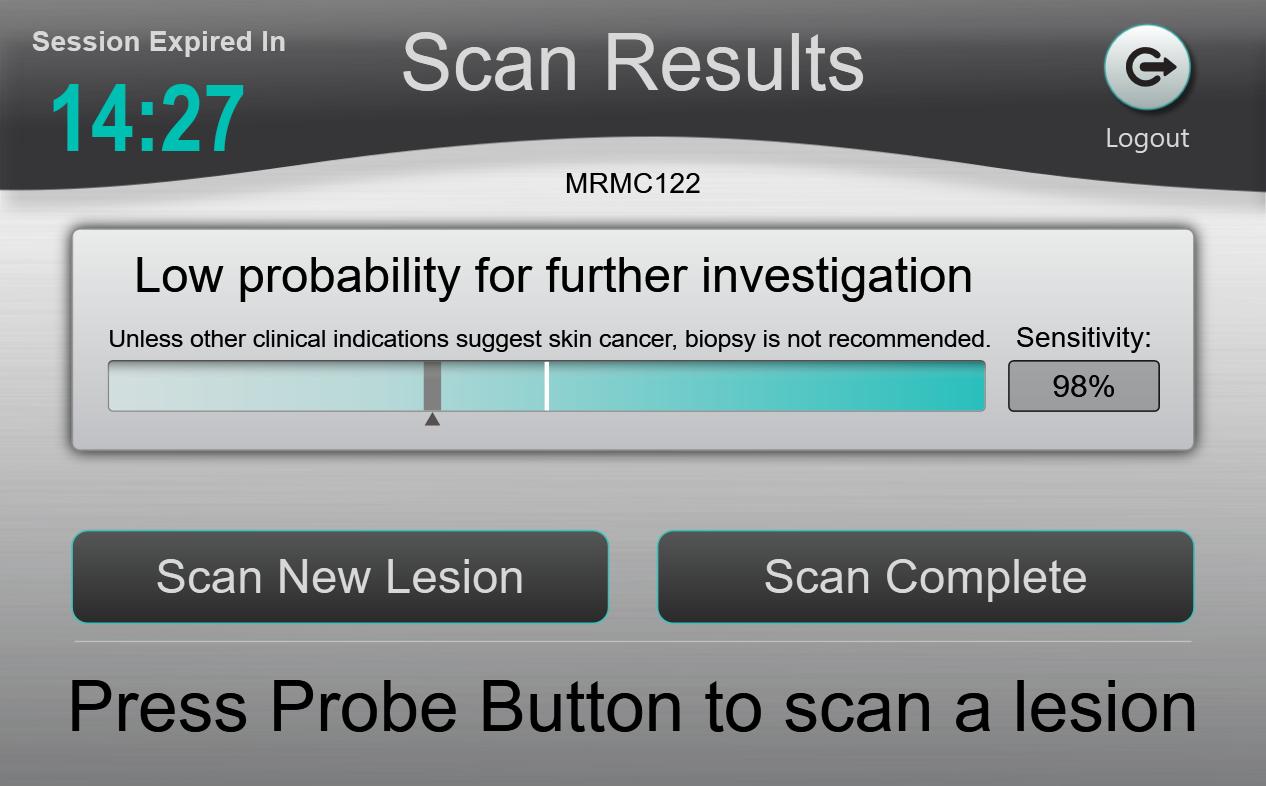 Session Expired In
14:27
Scan Results
Logout
MRMC122
Low probability for further investigation
Unless other clinical indications suggest skin cancer, biopsy is not recommended.
Sensitivity:
98%
Scan New Lesion
Scan Complete
Press Probe Button to scan a lesion